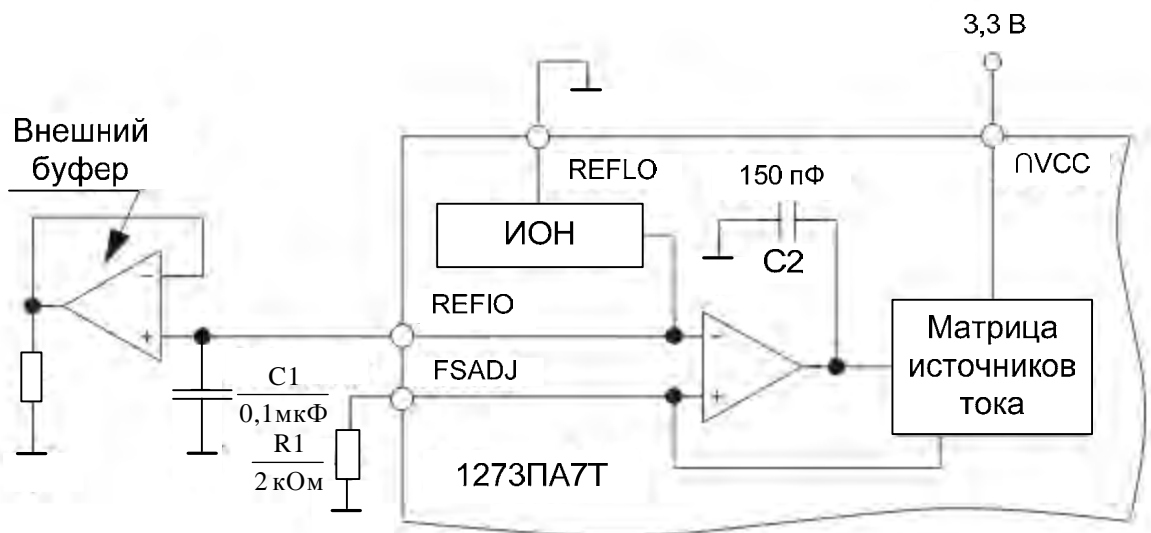 3,3 В
Внешний
буфер
REFLO
∩VCC
150 пФ
ИОН
C2
REFIO
−
+
−
+
FSADJ
Матрица
источников
тока
C1
0,1мкФ
R1
2 кОм
1273ПА7Т